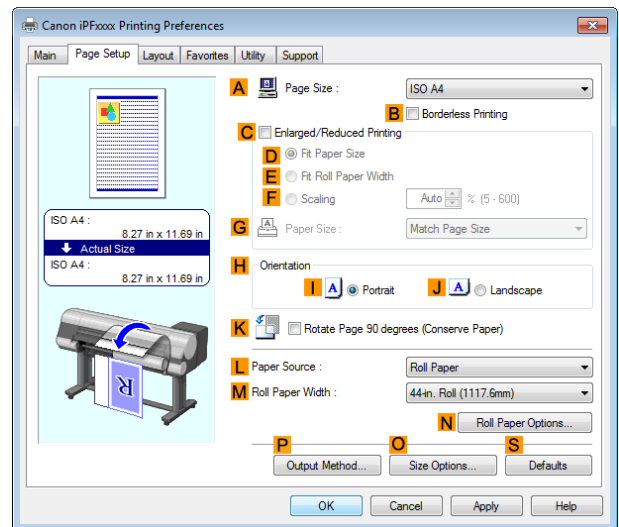 Canon iPFxxxx Printing Preferences
Main Page Setup Layout Favorites Utility Support
A Page Size : ISO A4
B Borderless Printing
C Enlarged/Reduced Printing
D Fit Paper Size
E Fit Roll Paper Width
F Scaling Auto % (5 - 600)
G Paper Size : Match Page Size
ISO A4 :
8.27 in x 11.69 in
Actual Size
ISO A4 :
8.27 in x 11.69 in
H Orientation
I A Portrait J A Landscape
K Rotate Page 90 degrees (Conserve Paper)
R
L Paper Source : Roll Paper
M Roll Paper Width : 44-in. Roll (1117.6mm)
N Roll Paper Options...
P O S
Output Method... Size Options... Defaults
OK Cancel Apply Help